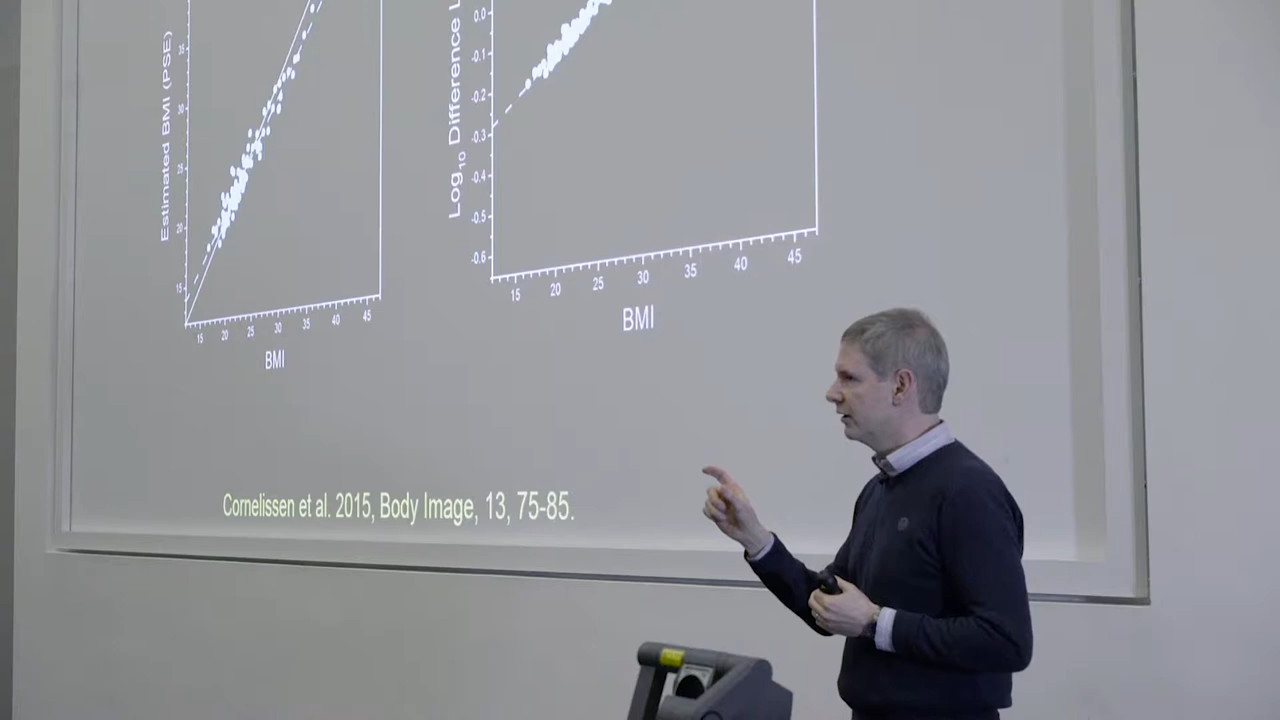 Estimated BMI (PSE)
35
30
25
20
15
15 20 25 30 35 40 45
BMI
Log10 Difference
0.0
-0.1
-0.2
-0.3
-0.4
-0.5
-0.6
15 20 25 30 35 40 45
BMI
Cornelissen et al. 2015, Body Image, 13, 75-85.